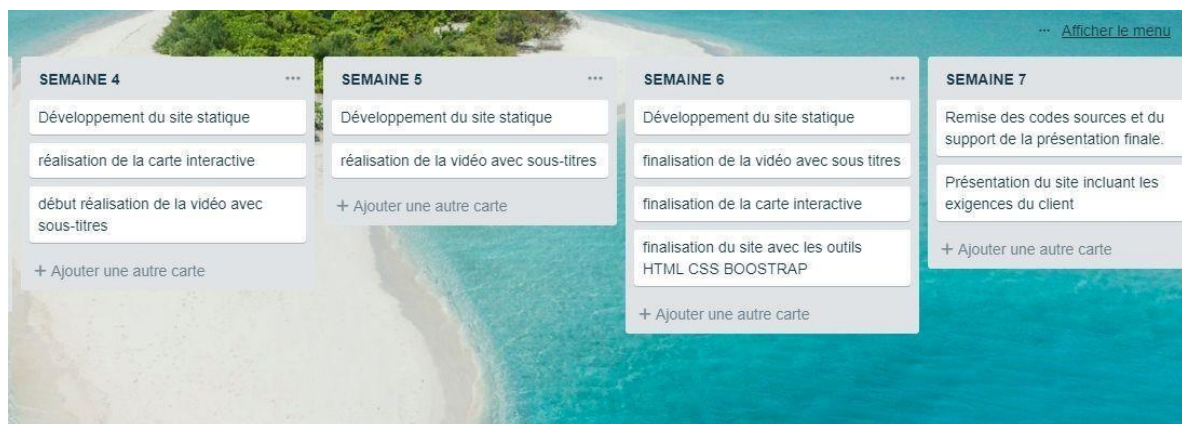 ... Afficher le menu
SEMAINE 4 ...
Développement du site statique
réalisation de la carte interactive
début réalisation de la vidéo avec
sous-titres
+ Ajouter une autre carte
SEMAINE 5 ...
Développement du site statique
réalisation de la vidéo avec sous-titres
+ Ajouter une autre carte
SEMAINE 6 ...
Développement du site statique
finalisation de la vidéo avec sous titres
finalisation de la carte interactive
finalisation du site avec les outils
HTML CSS BOOSTRAP
+ Ajouter une autre carte
SEMAINE 7
Remise des codes sources et du
support de la présentation finale.
Présentation du site incluant les
exigences du client
+ Ajouter une autre carte